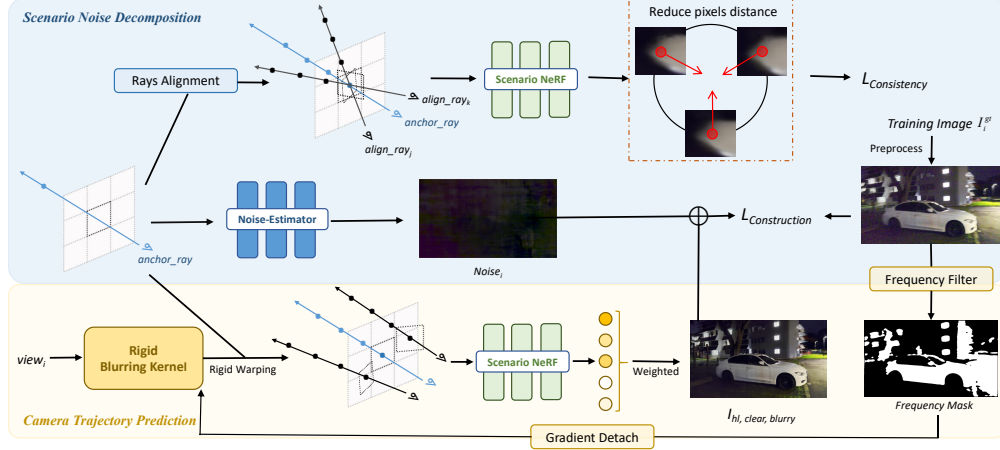 Scenario Noise Decomposition
Reduce pixels distance
Rays Alignment
Scenario NeRF
L_Consistency
align_ray_k
anchor_ray
align_ray_j
Training Image I_i^gt
Preprocess
Noise-Estimator
L_Construction
anchor_ray
Noise_i
Frequency Filter
view_i
Rigid
Blurring Kernel
Rigid Warping
Scenario NeRF
Weighted
I_hl, clear, blurry
Frequency Mask
Camera Trajectory Prediction
Gradient Detach